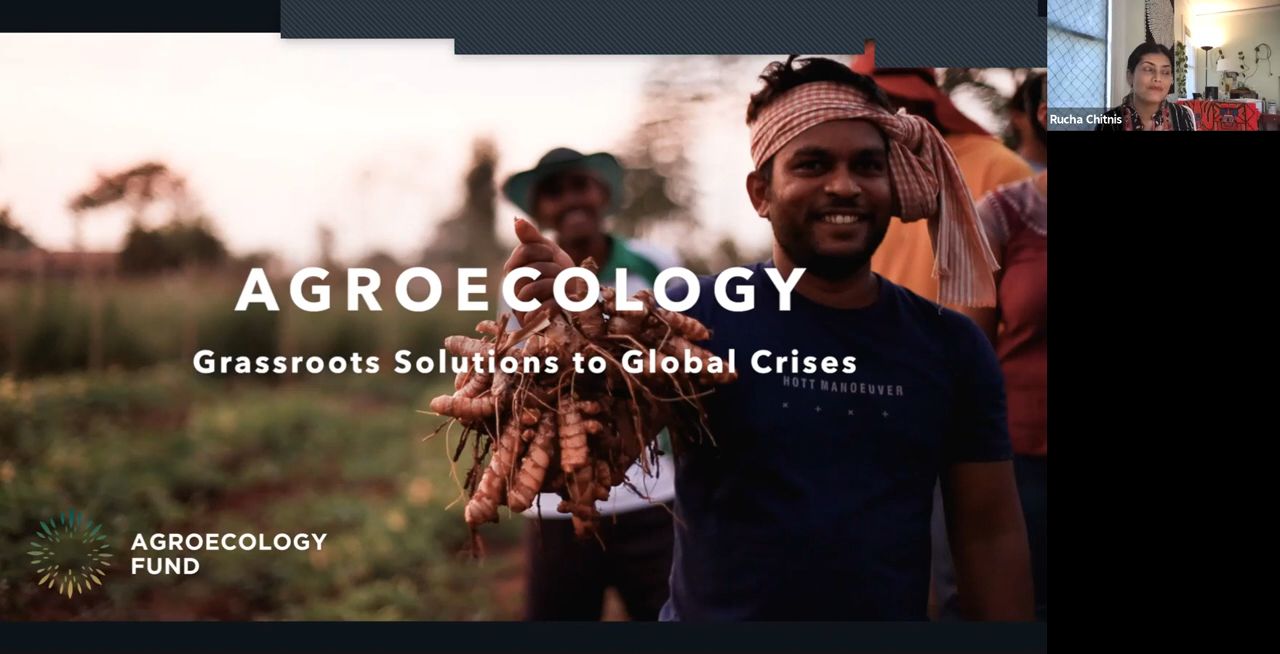 AGROECOLOGY
Grassroots Solutions to Global Crises
HOTT MANOEUVER
AGROECOLOGY
FUND
Rucha Chitnis